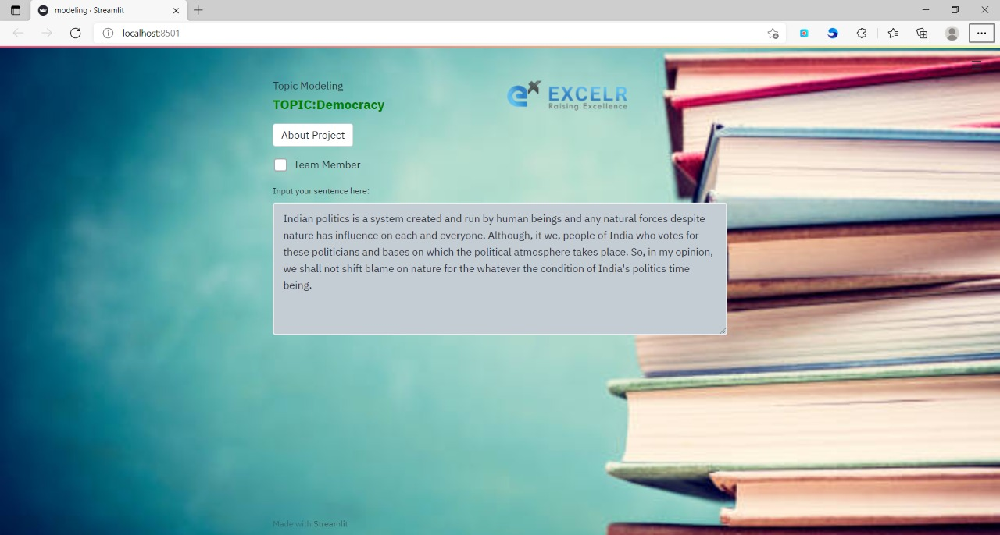 modeling · Streamlit
localhost:8501
Topic Modeling
TOPIC:Democracy
eX EXCELR
Raising Excellence
About Project
Team Member
Input your sentence here:
Indian politics is a system created and run by human beings and any natural forces despite
nature has influence on each and everyone. Although, it we, people of India who votes for
these politicians and bases on which the political atmosphere takes place. So, in my opinion,
we shall not shift blame on nature for the whatever the condition of India's politics time
being.
Made with Streamlit